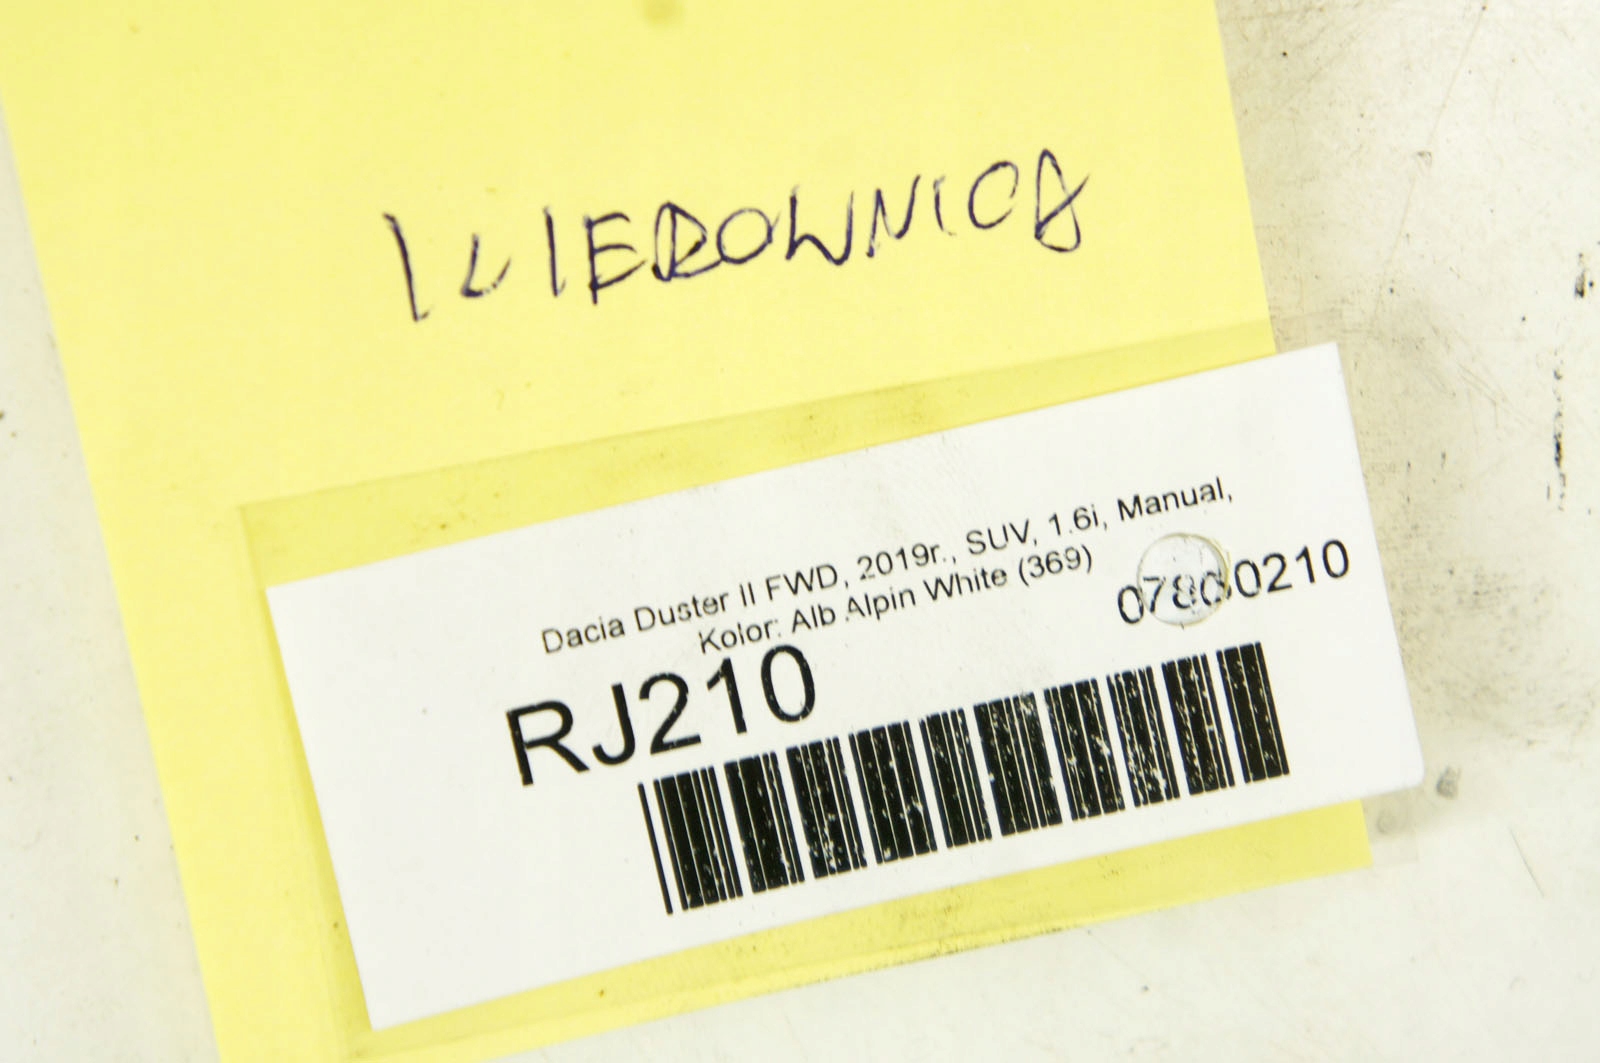 KIEROWNICA
Dacia Duster II FWD, 2019r., SUV, 1.6i, Manual,
Kolor: Alb Alpin White (369)
RJ210